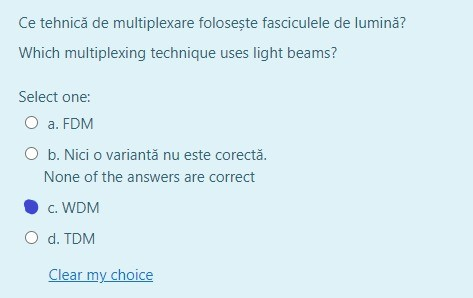 Ce tehnică de multiplexare folosește fasciculele de lumină?
Which multiplexing technique uses light beams?
Select one:
a. FDM
b. Nici o variantă nu este corectă.
None of the answers are correct
c. WDM
d. TDM
Clear my choice